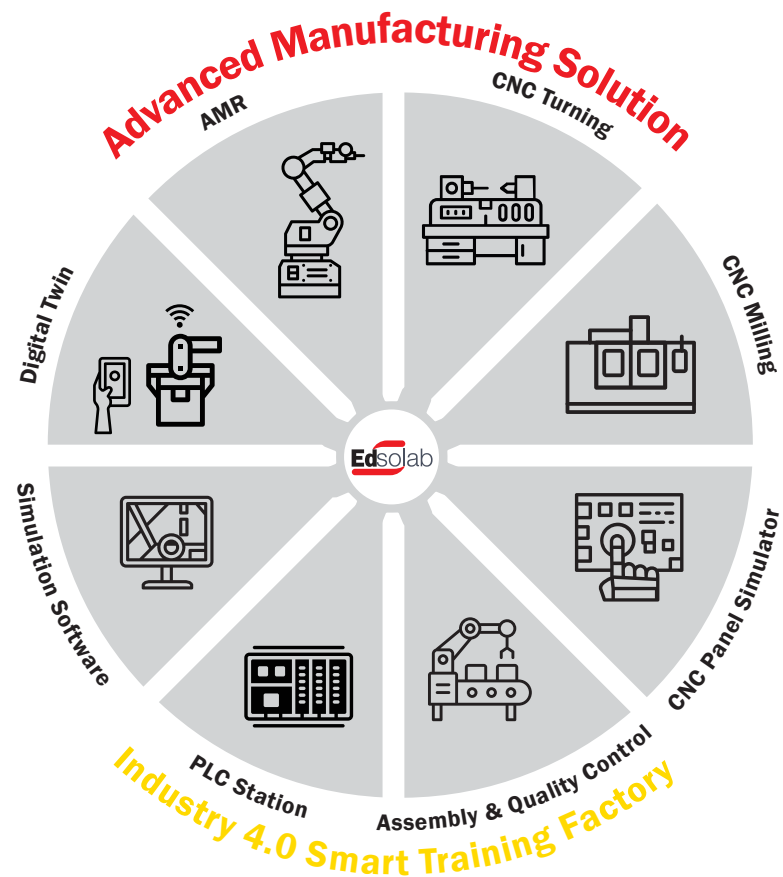 Advanced Manufacturing Solution
AMR
CNC Turning
Digital Twin
CNC Milling
Edsolab
Simulation Software
CNC Panel Simulator
PLC Station
Assembly & Quality Control
Industry 4.0 Smart Training Factory